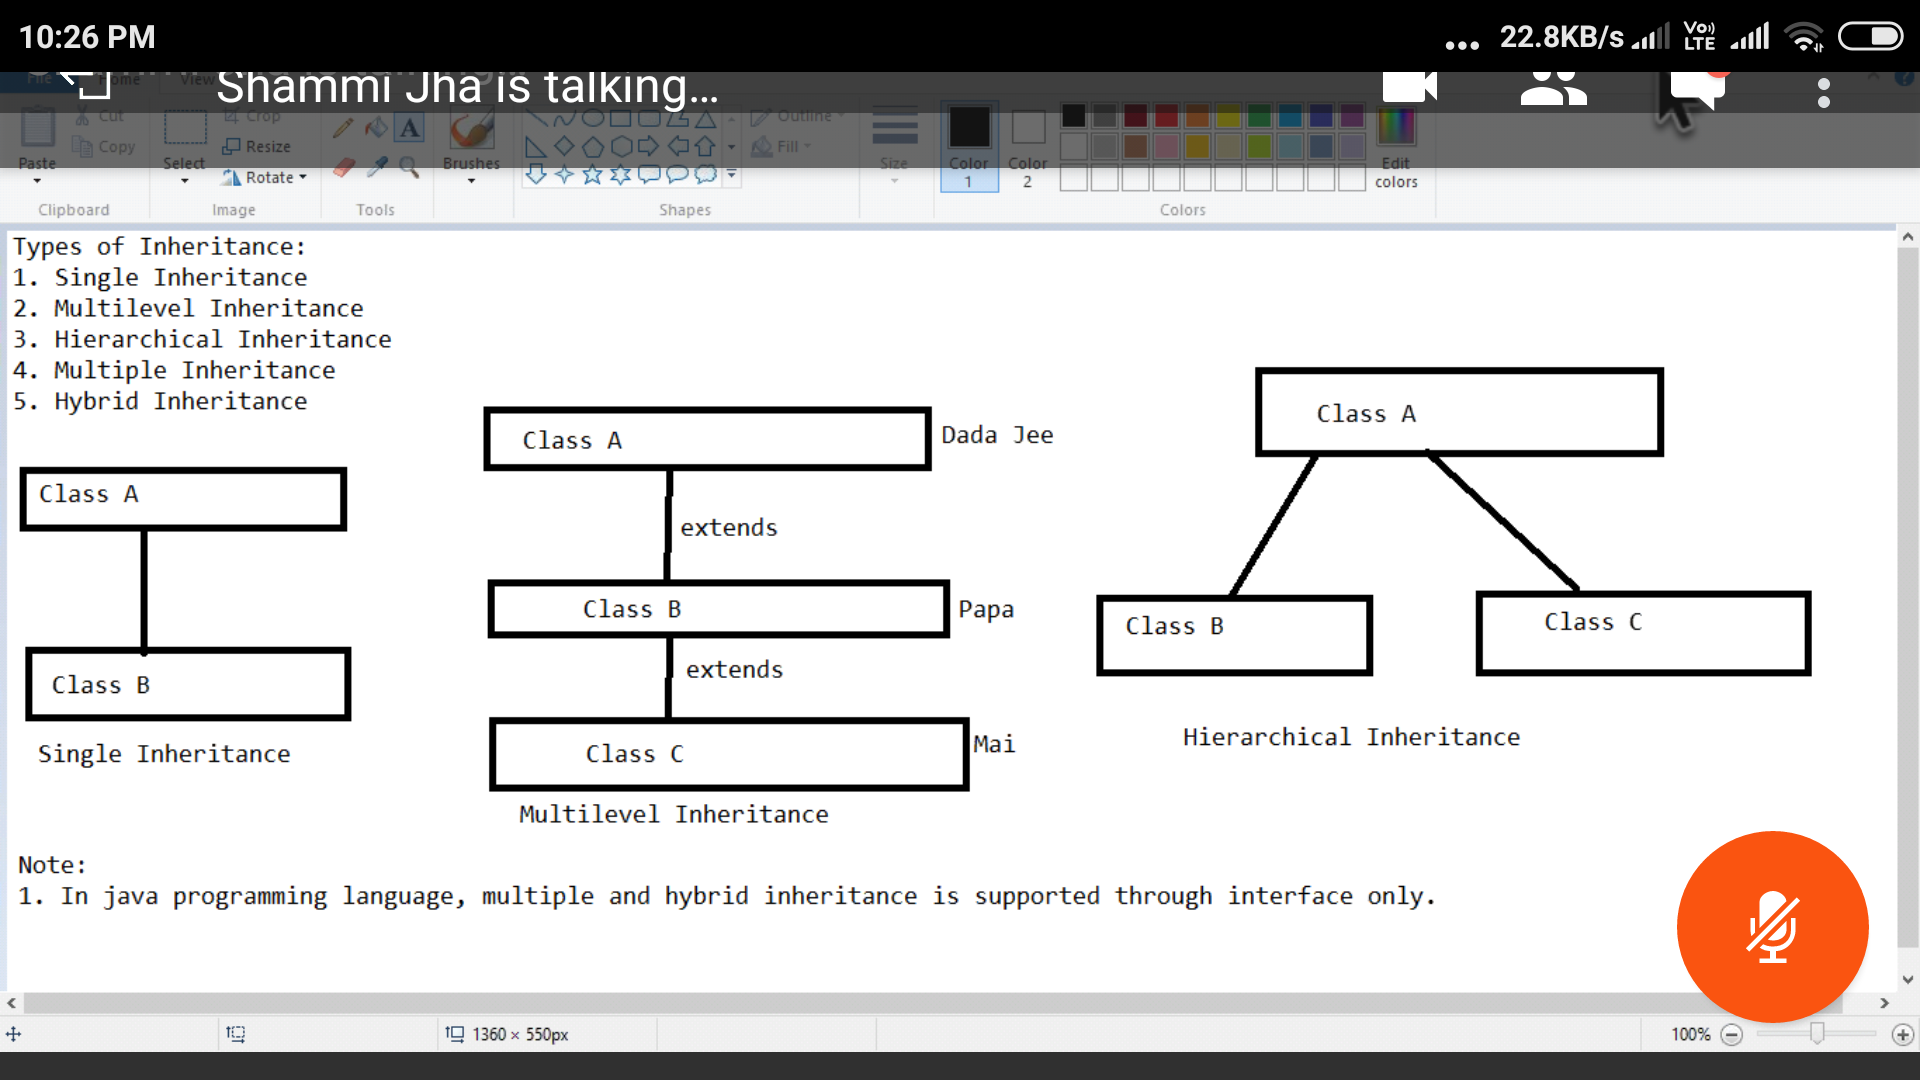 10:26 PM
22.8KB/s
Vo)) LTE
Shammi Jha is talking...
File
Home
View
Cut
Crop
Outline
Copy
Resize
Fill
Paste
Select
Rotate
Brushes
A
Size
Color 1
Color 2
Edit colors
Clipboard
Image
Tools
Shapes
Colors
Types of Inheritance:
1. Single Inheritance
2. Multilevel Inheritance
3. Hierarchical Inheritance
4. Multiple Inheritance
5. Hybrid Inheritance
Class A
Class B
Single Inheritance
Class A
Dada Jee
extends
Class B
Papa
extends
Class C
Mai
Multilevel Inheritance
Class A
Class B
Class C
Hierarchical Inheritance
Note:
1. In java programming language, multiple and hybrid inheritance is supported through interface only.
1360 × 550px
100%